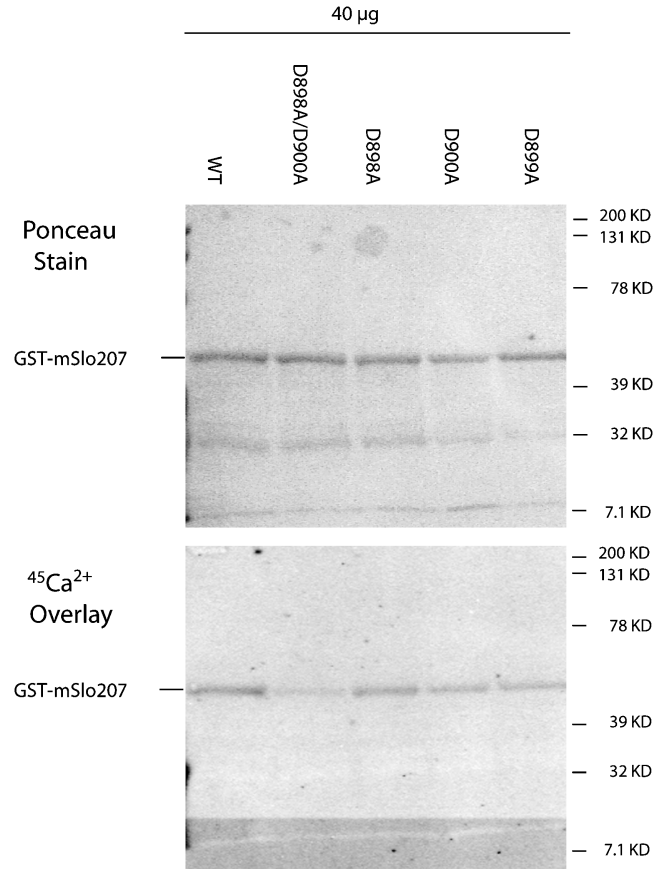 40 µg
WT
D898A/D900A
D898A
D900A
D899A
Ponceau
Stain
GST-mSlo207
200 KD
131 KD
78 KD
39 KD
32 KD
7.1 KD
45Ca2+
Overlay
GST-mSlo207
200 KD
131 KD
78 KD
39 KD
32 KD
7.1 KD